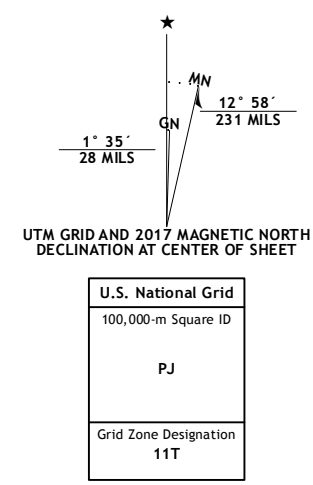 MN
GN
12° 58´
231 MILS
1° 35´
28 MILS
UTM GRID AND 2017 MAGNETIC NORTH
DECLINATION AT CENTER OF SHEET
U.S. National Grid
100,000-m Square ID
PJ
Grid Zone Designation
11T